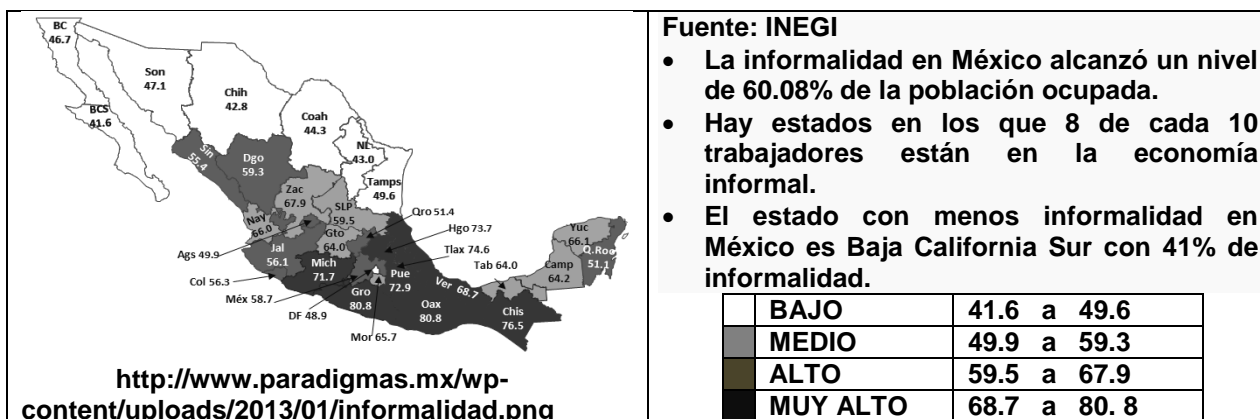 BC
46.7
Son
47.1
Chih
42.8
BCS
41.6
Coah
44.3
NL
43.0
Tamps
49.6
Sin
55.4
Dgo
59.3
Zac
67.9
SLP
59.5
Nay
66.0
Qro 51.4
Hgo 73.7
Tlax 74.6
Tab 64.0
Ags 49.9
Gto
64.0
Jal
56.1
Mich
71.7
Col 56.3
Méx 58.7
DF 48.9
Mor 65.7
Gro
80.8
Pue
72.9
Oax
80.8
Ver 68.7
Chis
76.5
Yuc
66.1
Q.Roo
51.1
Camp
64.2
http://www.paradigmas.mx/wp-
content/uploads/2013/01/informalidad.png
Fuente: INEGI
• La informalidad en México alcanzó un nivel
de 60.08% de la población ocupada.
• Hay estados en los que 8 de cada 10
trabajadores están en la economía
informal.
• El estado con menos informalidad en
México es Baja California Sur con 41% de
informalidad.
BAJO 41.6 a 49.6
MEDIO 49.9 a 59.3
ALTO 59.5 a 67.9
MUY ALTO 68.7 a 80. 8